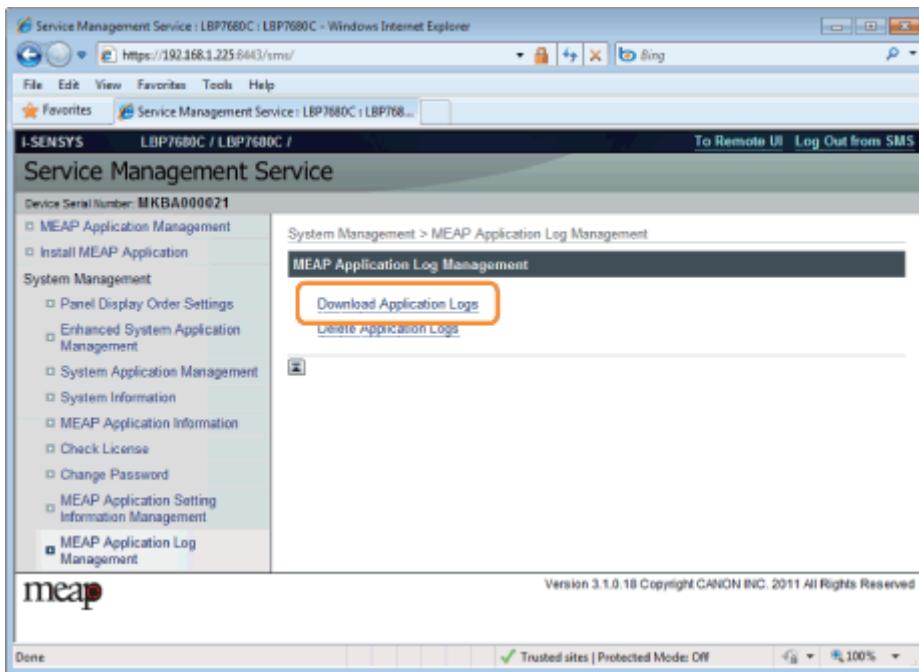 Service Management Service : LBP7680C : LBP7680C - Windows Internet Explorer
https://192.168.1.225:8443/sms/
Bing
File Edit View Favorites Tools Help
Favorites
Service Management Service : LBP7680C : LBP768...
i-SENSYS LBP7680C / LBP7680C /
To Remote UI Log Out from SMS
Service Management Service
Device Serial Number: MKBA000021
MEAP Application Management
Install MEAP Application
System Management
Panel Display Order Settings
Enhanced System Application
Management
System Application Management
System Information
MEAP Application Information
Check License
Change Password
MEAP Application Setting
Information Management
MEAP Application Log
Management
System Management > MEAP Application Log Management
MEAP Application Log Management
Download Application Logs
Delete Application Logs
meap
Version 3.1.0.18 Copyright CANON INC. 2011 All Rights Reserved
Done
Trusted sites | Protected Mode: Off
100%